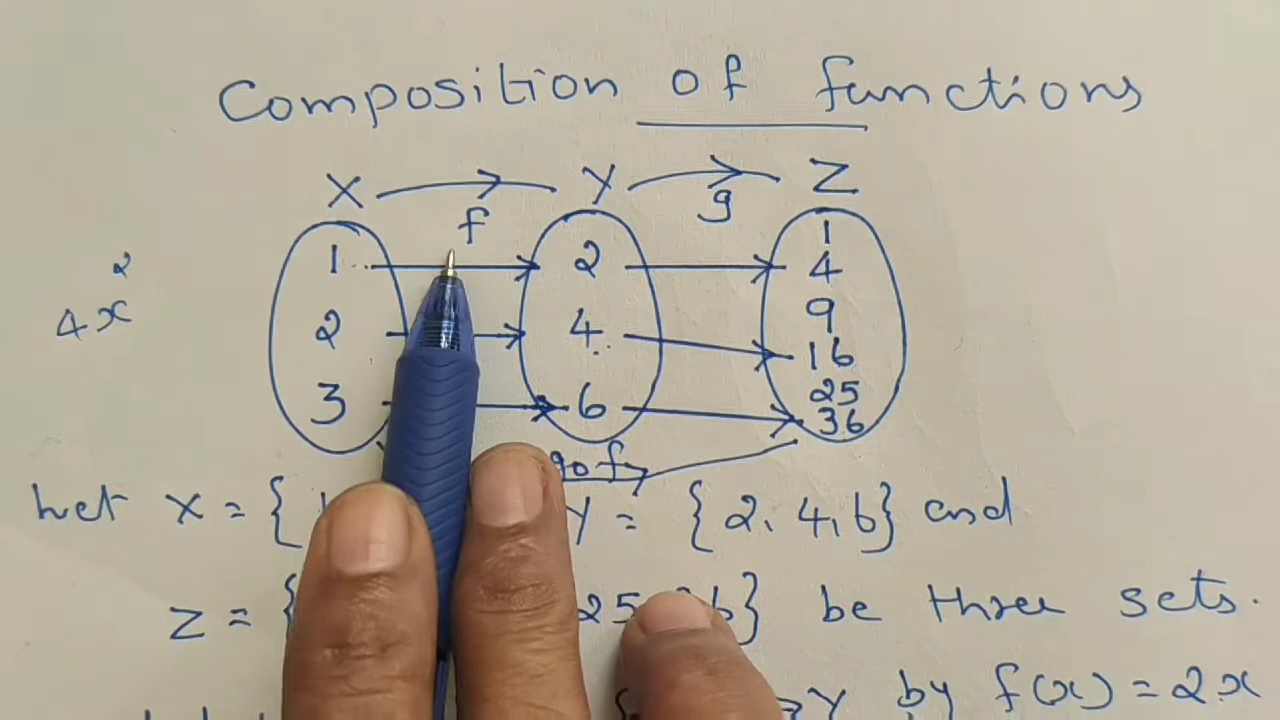 Composition of functions
X Y Z
f g
1 2 1
4
2 4 9
16
3 6 25
36
4x²
gof
Let X = { Y = {2, 4, 6} and
Z = { 25 36} be three sets.
Y by f(x) = 2x